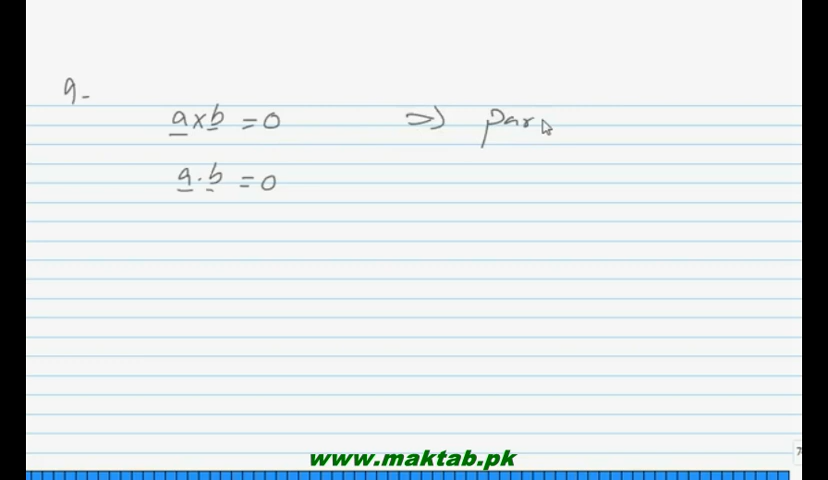 9-
a x b = 0 => par
a . b = 0
www.maktab.pk